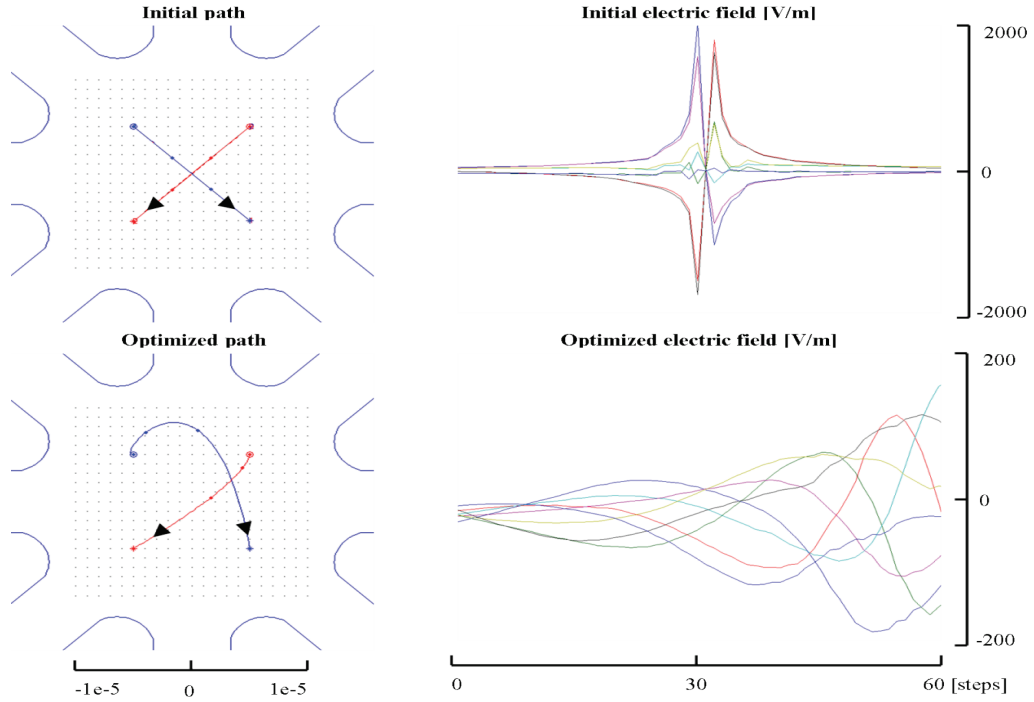 Initial path
Initial electric field [V/m]
2000
0
-2000
Optimized path
Optimized electric field [V/m]
200
0
-200
-1e-5 0 1e-5
0 30 60 [steps]